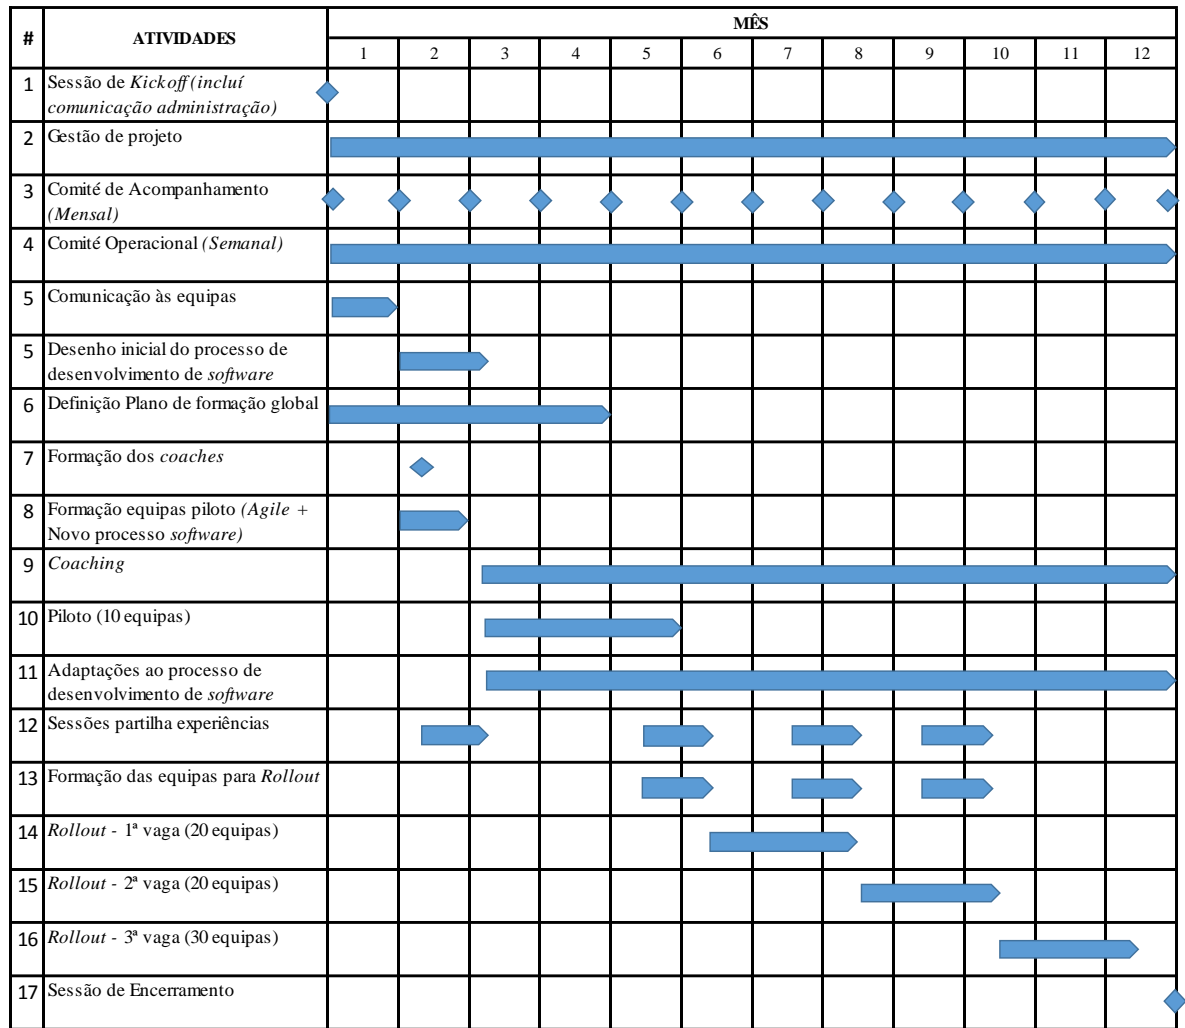 #
ATIVIDADES
MÊS
1 2 3 4 5 6 7 8 9 10 11 12
1 Sessão de Kickoff (incluí
comunicação administração)
2 Gestão de projeto
3 Comité de Acompanhamento
(Mensal)
4 Comité Operacional (Semanal)
5 Comunicação às equipas
5 Desenho inicial do processo de
desenvolvimento de software
6 Definição Plano de formação global
7 Formação dos coaches
8 Formação equipas piloto (Agile +
Novo processo software)
9 Coaching
10 Piloto (10 equipas)
11 Adaptações ao processo de
desenvolvimento de software
12 Sessões partilha experiências
13 Formação das equipas para Rollout
14 Rollout - 1ª vaga (20 equipas)
15 Rollout - 2ª vaga (20 equipas)
16 Rollout - 3ª vaga (30 equipas)
17 Sessão de Encerramento